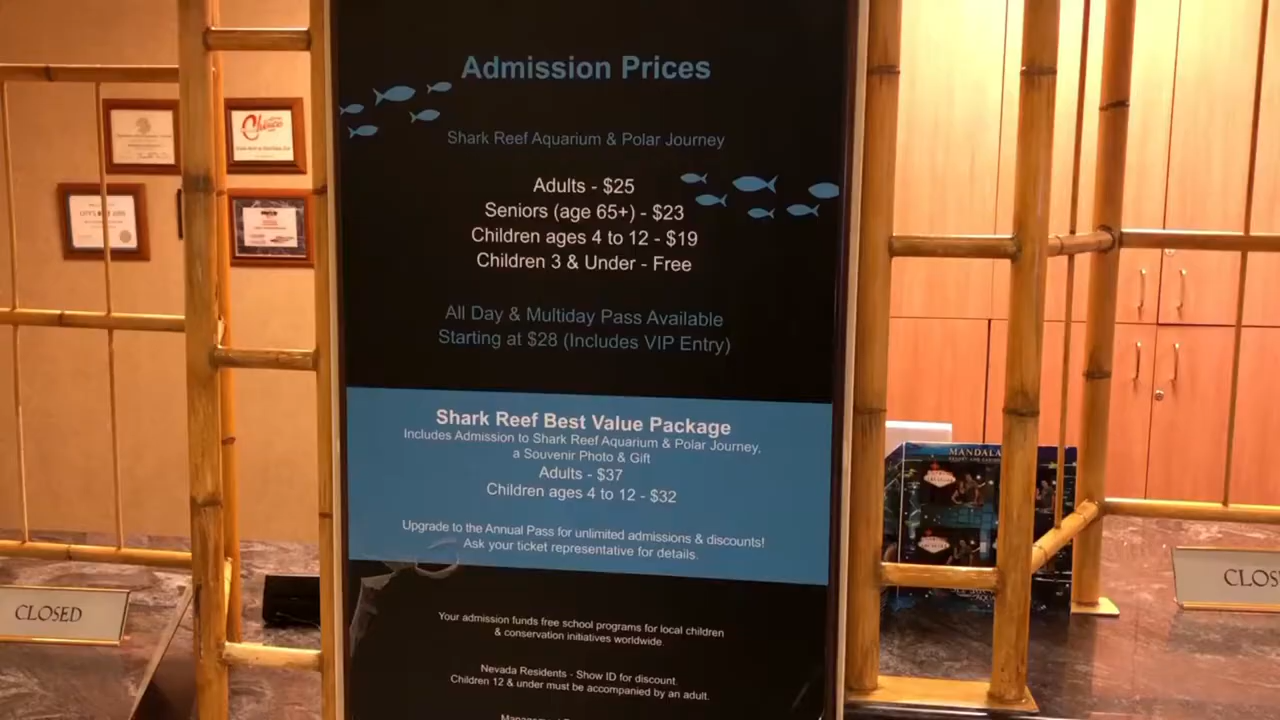 Admission Prices
Shark Reef Aquarium & Polar Journey
Adults - $25
Seniors (age 65+) - $23
Children ages 4 to 12 - $19
Children 3 & Under - Free
All Day & Multiday Pass Available
Starting at $28 (Includes VIP Entry)
Shark Reef Best Value Package
Includes Admission to Shark Reef Aquarium & Polar Journey,
a Souvenir Photo & Gift
Adults - $37
Children ages 4 to 12 - $32
Upgrade to the Annual Pass for unlimited admissions & discounts!
Ask your ticket representative for details.
Your admission funds free school programs for local children
& conservation initiatives worldwide.
Nevada Residents - Show ID for discount.
Children 12 & under must be accompanied by an adult.
CLOSED
Choice
MANDALA
CLOS